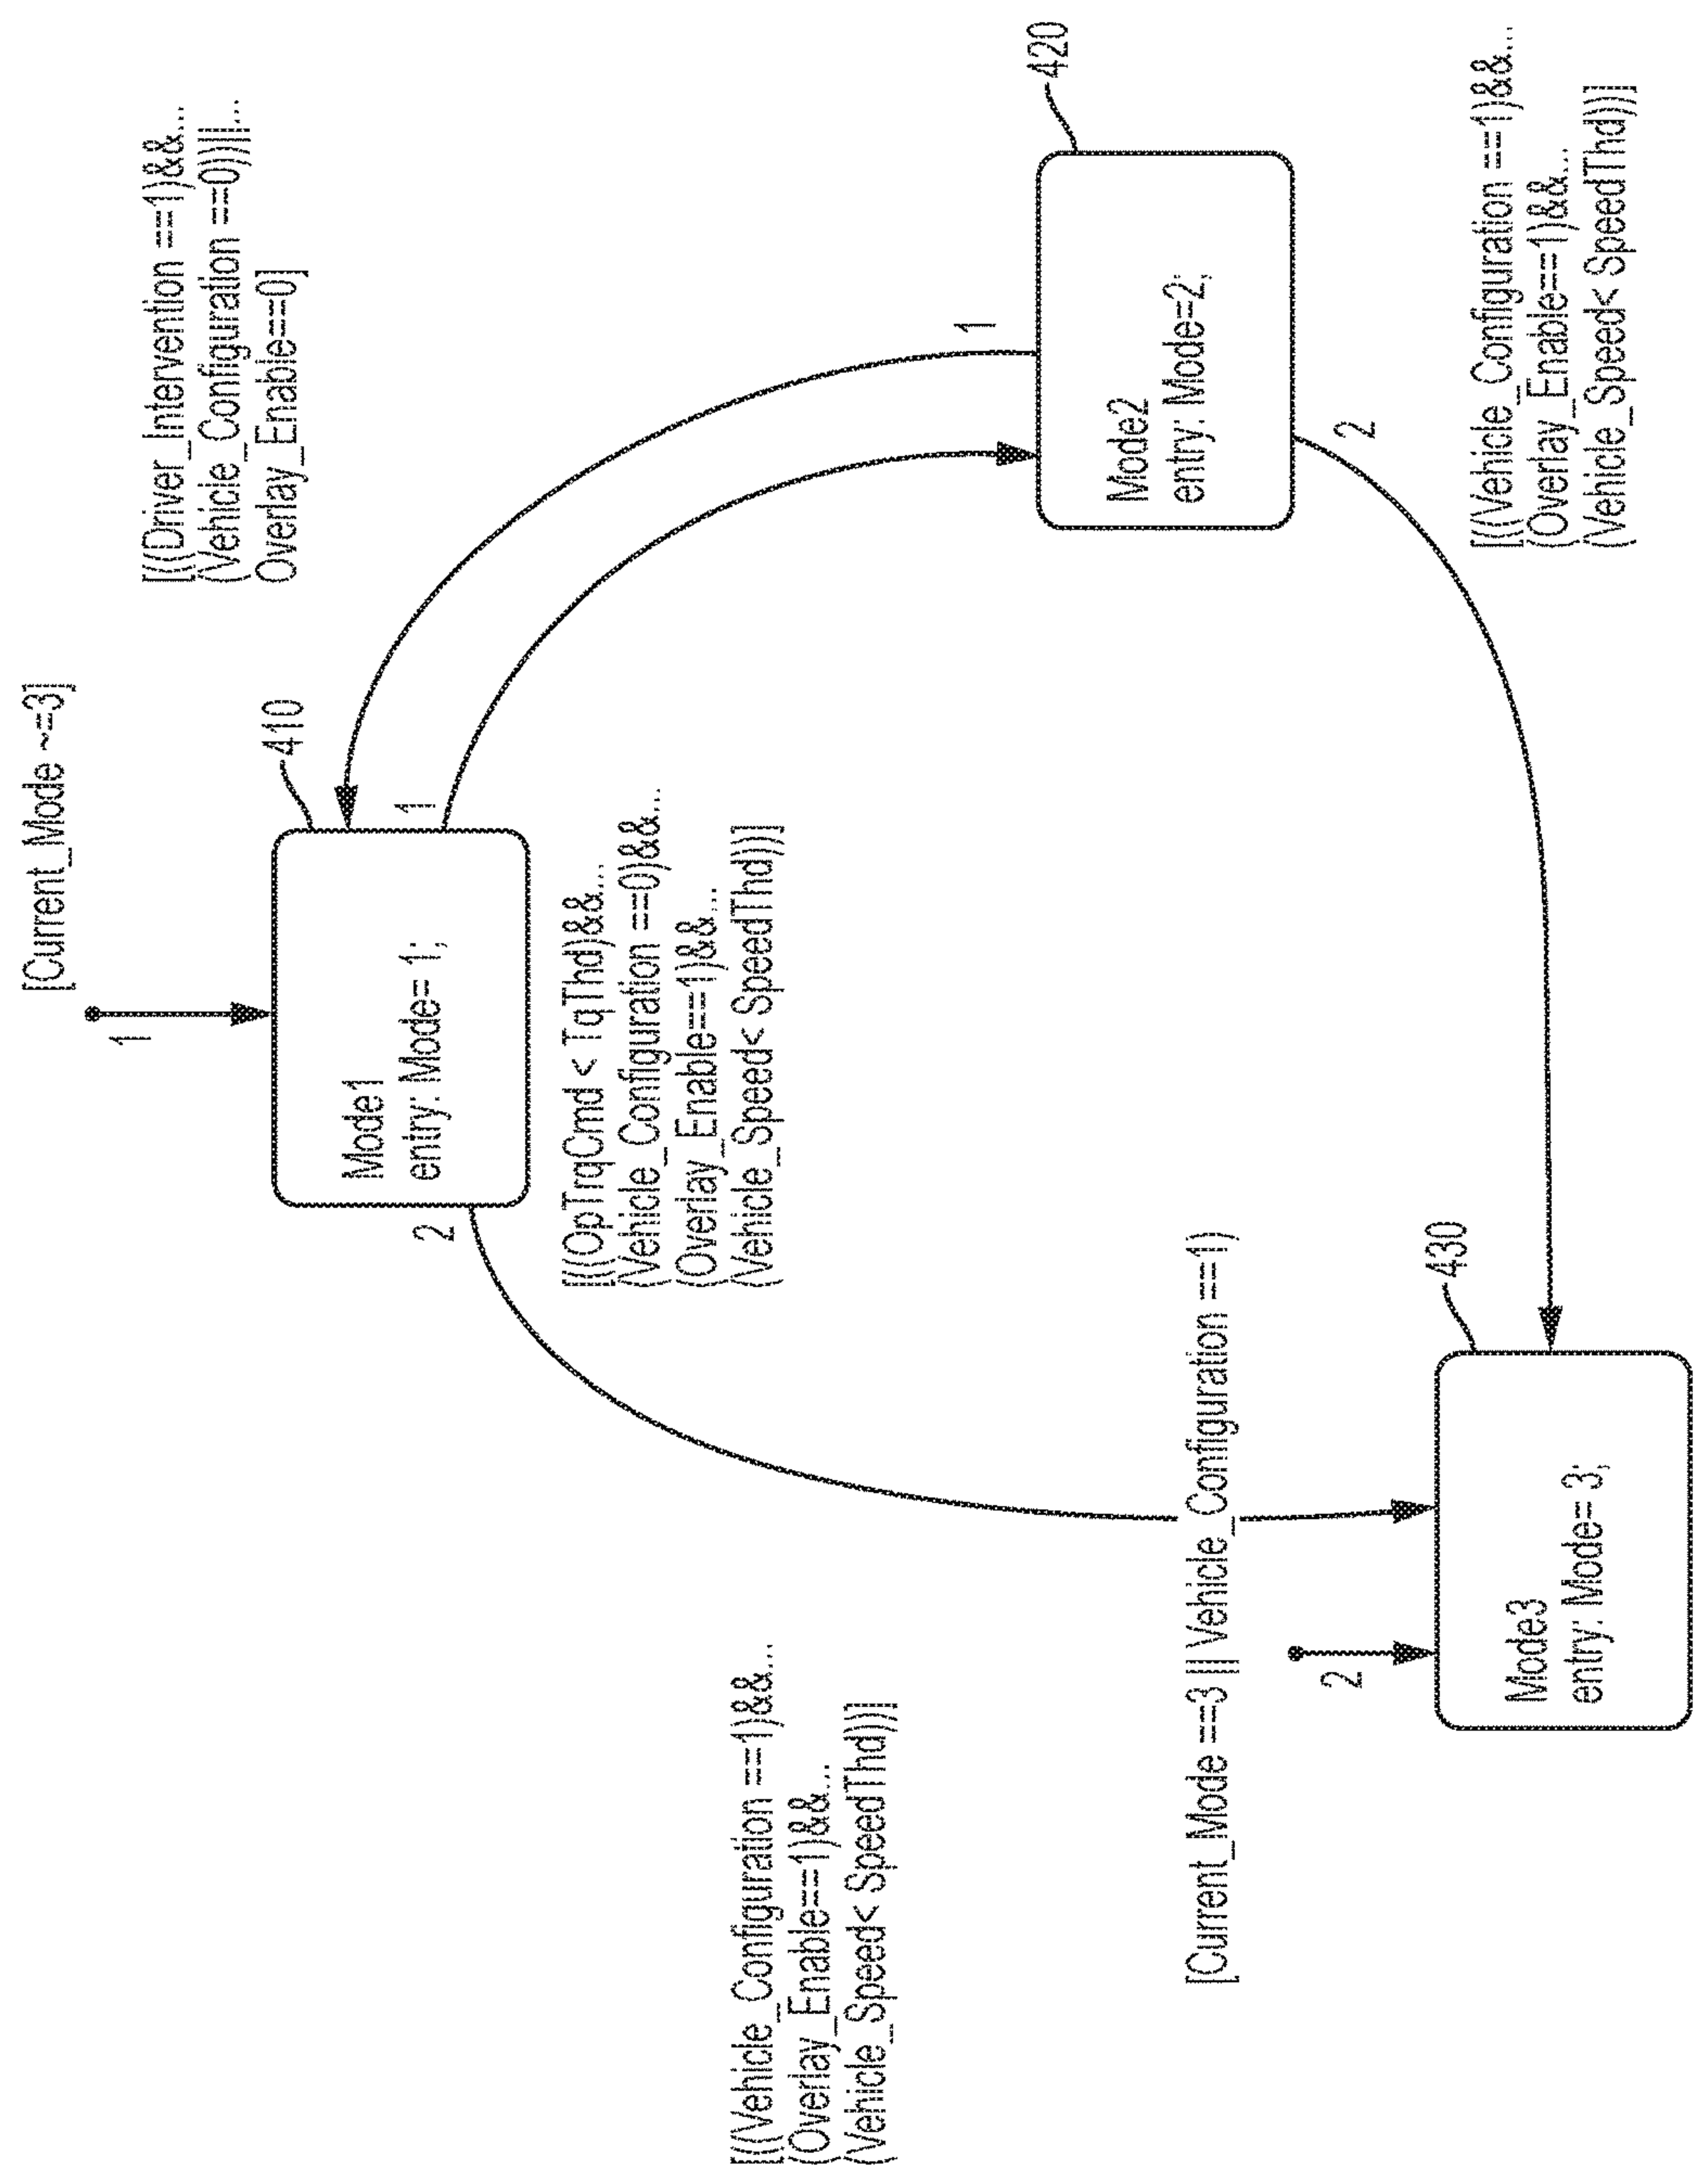 [Current_Mode ~=3]
1
[((Driver_Intervention ==1)&&...
(Vehicle_Configuration ==0))||...
Overlay_Enable==0]
410
Mode1
entry: Mode= 1;
1
2
[((OpTrqCmd < TqThd)&&...
(Vehicle_Configuration ==0)&&...
(Overlay_Enable==1)&&...
(Vehicle_Speed< SpeedThd))]
[((Vehicle_Configuration ==1)&&...
(Overlay_Enable==1)&&...
(Vehicle_Speed< SpeedThd))]
1
420
Mode2
entry: Mode=2;
[Current_Mode ==3 || Vehicle_Configuration ==1)
2
2
430
[((Vehicle_Configuration ==1)&&...
(Overlay_Enable==1)&&...
(Vehicle_Speed< SpeedThd))]
Mode3
entry: Mode= 3;